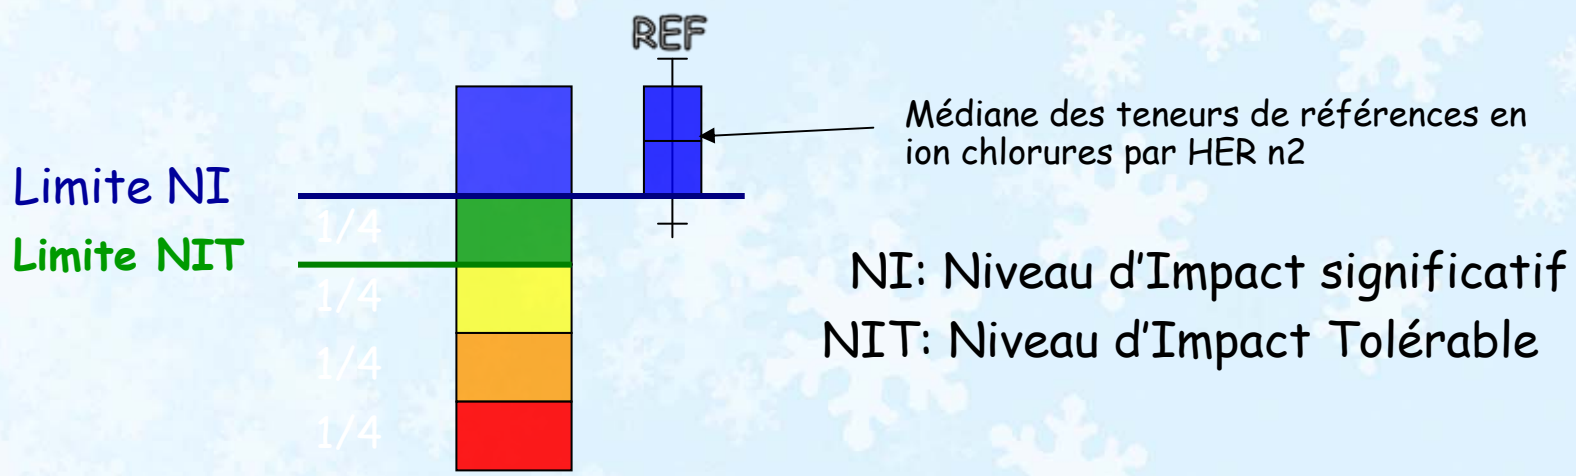 REF
Médiane des teneurs de références en
ion chlorures par HER n2
Limite NI
1/4
Limite NIT
1/4
1/4
1/4
NI: Niveau d'Impact significatif
NIT: Niveau d'Impact Tolérable